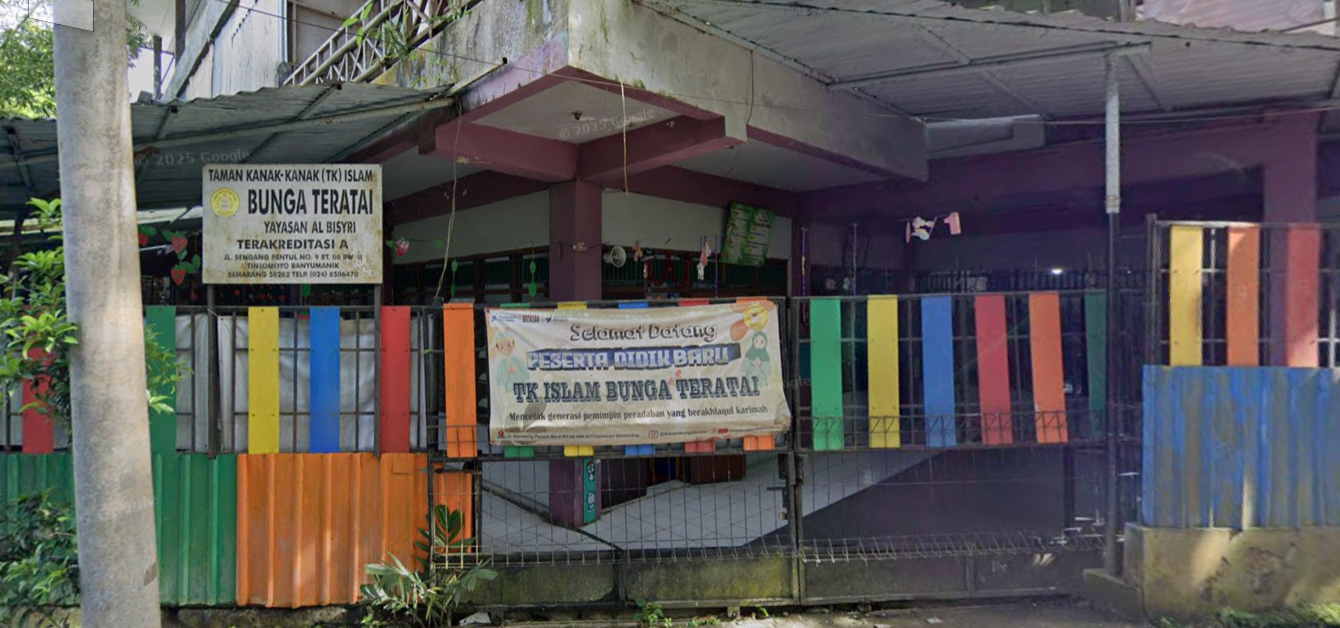 TAMAN KANAK-KANAK (TK) ISLAM
BUNGA TERATAI
YAYASAN AL BISYRI
TERAKREDITASI A
JL. SENDANG PENTUL NO. 9 RT. 06 RW. II
TINJOMOYO BANYUMANIK
SEMARANG 50262 TELP. (024) 8506470
Selamat Datang
PESERTA DIDIK BARU
TK ISLAM BUNGA TERATAI
Mencetak generasi pemimpin peradaban yang berakhlaqul karimah
© 2025 Google
© 2025 Google